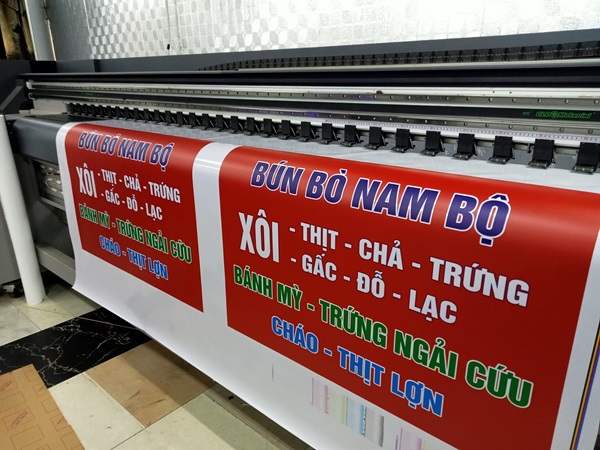 BÚN BÒ NAM BỘ
XÔI - THỊT - CHẢ - TRỨNG
- GẤC - ĐỖ - LẠC
BÁNH MỲ - TRỨNG NGẢI CỨU
CHÁO - THỊT LỢN
BÚN BÒ NAM BỘ
XÔI - THỊT - CHẢ - TRỨNG
- GẤC - ĐỖ - LẠC
BÁNH MỲ - TRỨNG NGẢI CỨU
CHÁO - THỊT LỢN